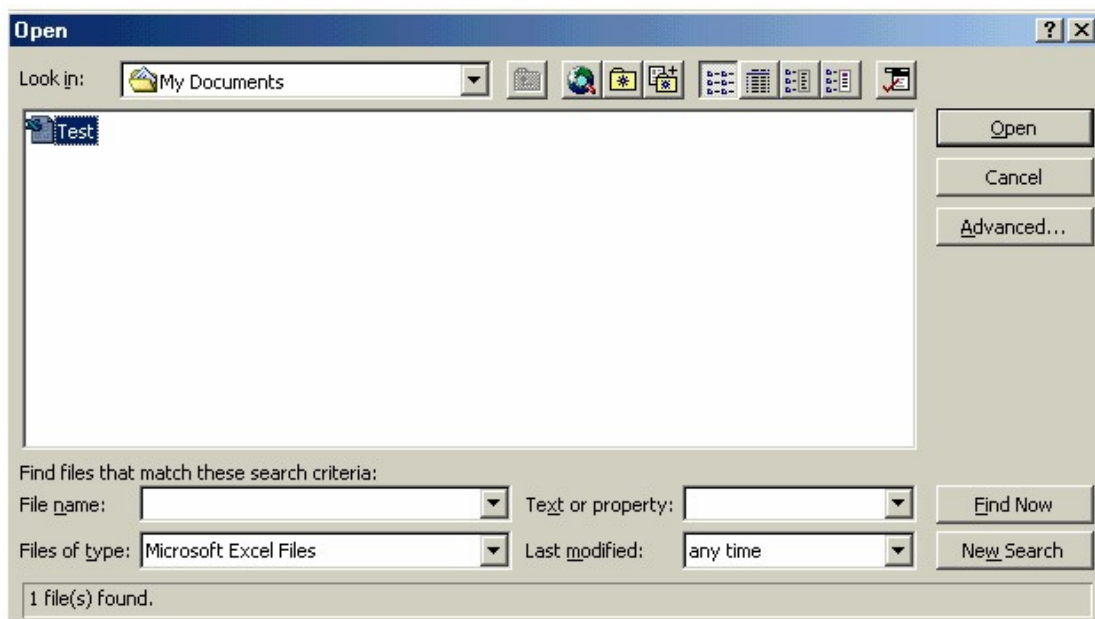 Open
Look in: My Documents
Test
Open
Cancel
Advanced...
Find files that match these search criteria:
File name: Text or property: Find Now
Files of type: Microsoft Excel Files Last modified: any time New Search
1 file(s) found.